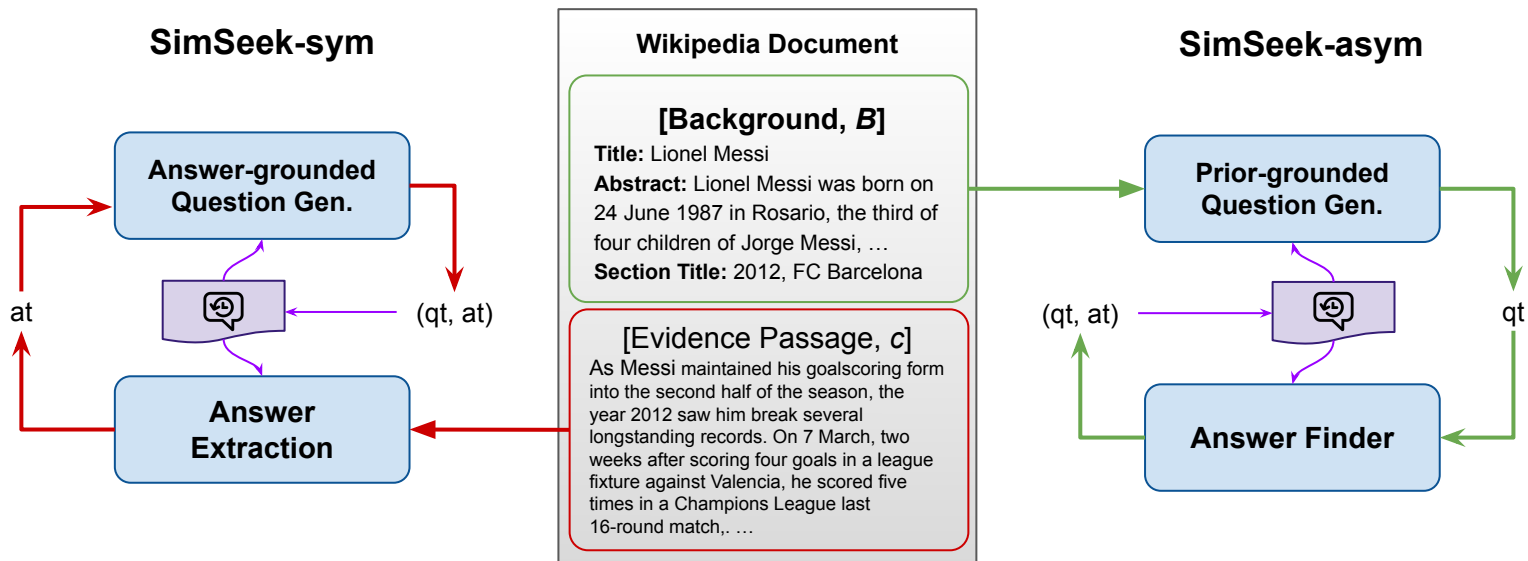 SimSeek-sym
Answer-grounded
Question Gen.
at
(qt, at)
Answer
Extraction
Wikipedia Document
[Background, B]
Title: Lionel Messi
Abstract: Lionel Messi was born on
24 June 1987 in Rosario, the third of
four children of Jorge Messi, …
Section Title: 2012, FC Barcelona
[Evidence Passage, c]
As Messi maintained his goalscoring form
into the second half of the season, the
year 2012 saw him break several
longstanding records. On 7 March, two
weeks after scoring four goals in a league
fixture against Valencia, he scored five
times in a Champions League last
16-round match,. …
SimSeek-asym
Prior-grounded
Question Gen.
(qt, at)
qt
Answer Finder